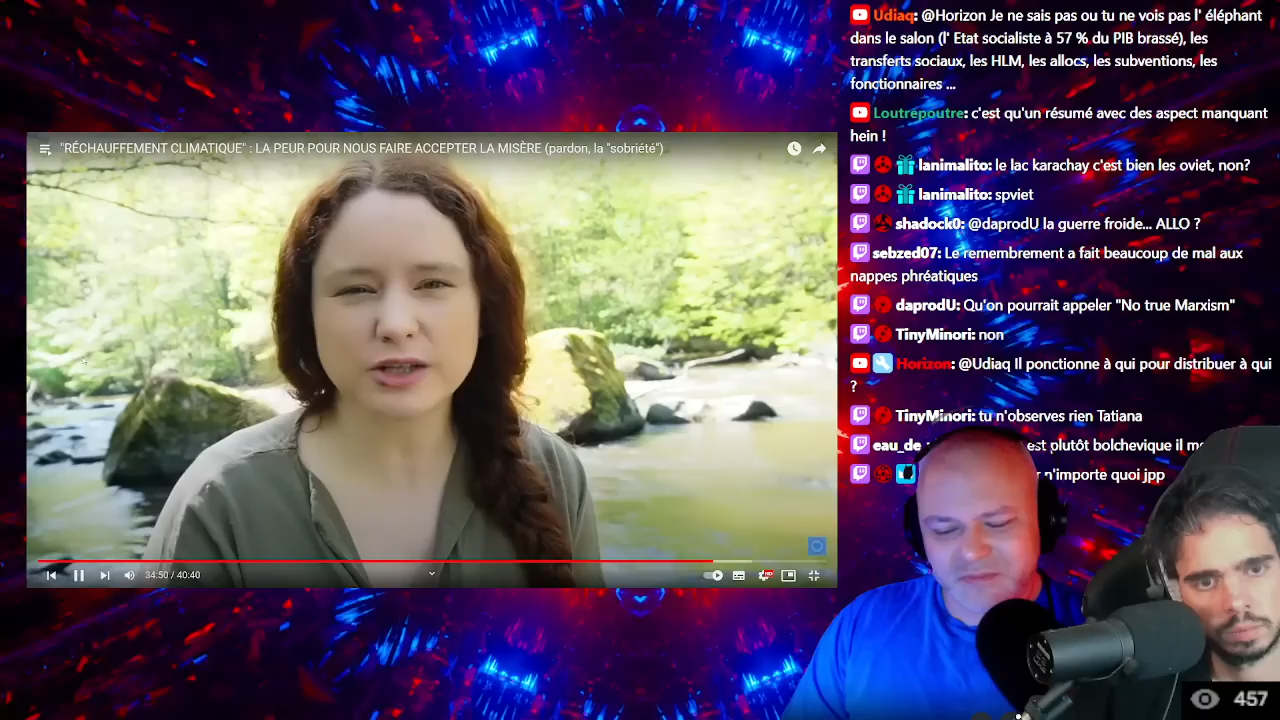 "RÉCHAUFFEMENT CLIMATIQUE" : LA PEUR POUR NOUS FAIRE ACCEPTER LA MISÈRE (pardon, la "sobriété")
34:50 / 40:40
Udiaq: @Horizon Je ne sais pas ou tu ne vois pas l' éléphant
dans le salon (l' Etat socialiste à 57 % du PIB brassé), les
transferts sociaux, les HLM, les allocs, les subventions, les
fonctionnaires ...
Loutrepoutre: c'est qu'un résumé avec des aspect manquant
hein !
lanimalito: le lac karachay c'est bien les oviet, non?
lanimalito: spviet
shadock0: @daprodU la guerre froide... ALLO ?
sebzed07: Le remembrement a fait beaucoup de mal aux
nappes phréatiques
daprodU: Qu'on pourrait appeler "No true Marxism"
TinyMinori: non
Horizon: @Udiaq Il ponctionne à qui pour distribuer à qui
?
TinyMinori: tu n'observes rien Tatiana
eau_de est plutôt bolchevique il
n'importe quoi jpp
457